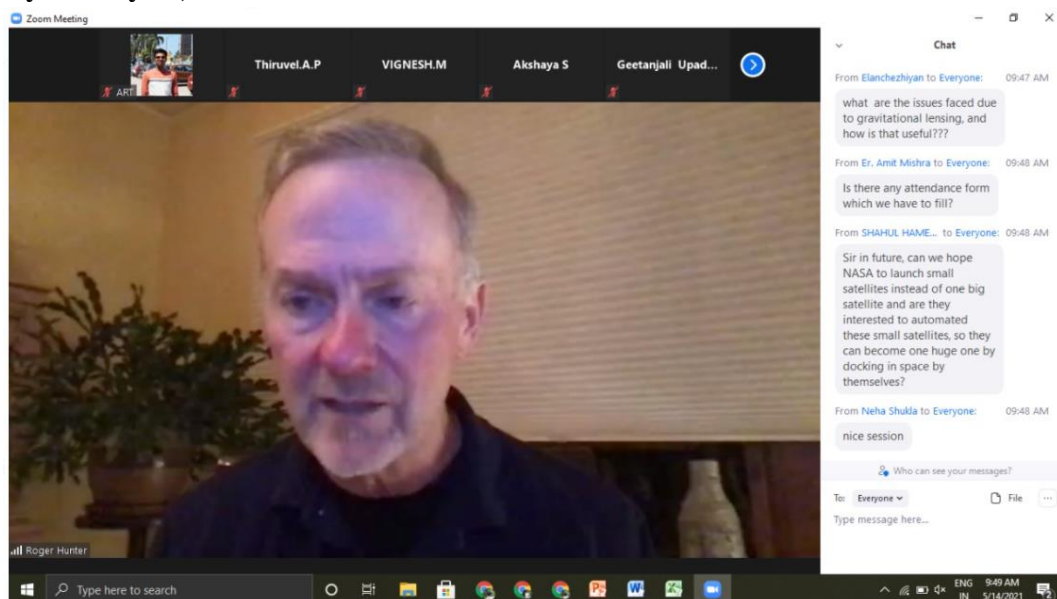 Zoom Meeting
ART
Thiruvel.A.P
VIGNESH.M
Akshaya S
Geetanjali Upad...
Roger Hunter
Chat
From Elanchezhiyan to Everyone: 09:47 AM
what are the issues faced due
to gravitational lensing, and
how is that useful???
From Er. Amit Mishra to Everyone: 09:48 AM
Is there any attendance form
which we have to fill?
From SHAHUL HAME... to Everyone: 09:48 AM
Sir in future, can we hope
NASA to launch small
satellites instead of one big
satellite and are they
interested to automated
these small satellites, so they
can become one huge one by
docking in space by
themselves?
From Neha Shukla to Everyone: 09:48 AM
nice session
Who can see your messages?
To: Everyone File
Type message here...
Type here to search
ENG 9:49 AM
IN 5/14/2021